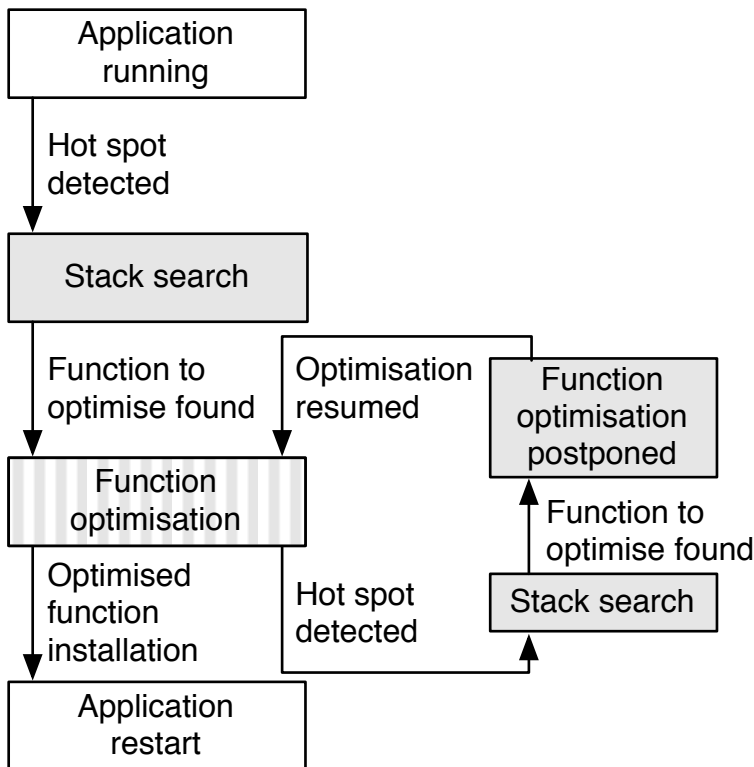 Application
running
Hot spot
detected
Stack search
Function to
optimise found
Optimisation
resumed
Function
optimisation
postponed
Function
optimisation
Function to
optimise found
Optimised
function
installation
Hot spot
detected
Stack search
Application
restart